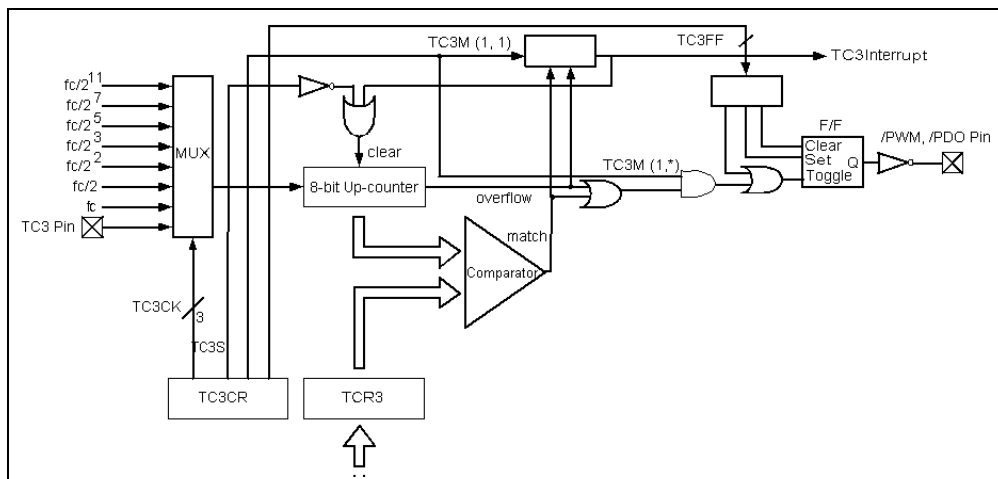 TC3M (1, 1)
TC3FF
TC3Interrupt
fc/2^11
fc/2^7
fc/2^5
fc/2^3
fc/2^2
fc/2
fc
TC3 Pin
MUX
clear
8-bit Up-counter
overflow
match
Comparator
TC3M (1,*)
F/F
Clear
Set
Toggle
Q
/PWM, /PDO Pin
TC3CK
3
TC3S
TC3CR
TCR3